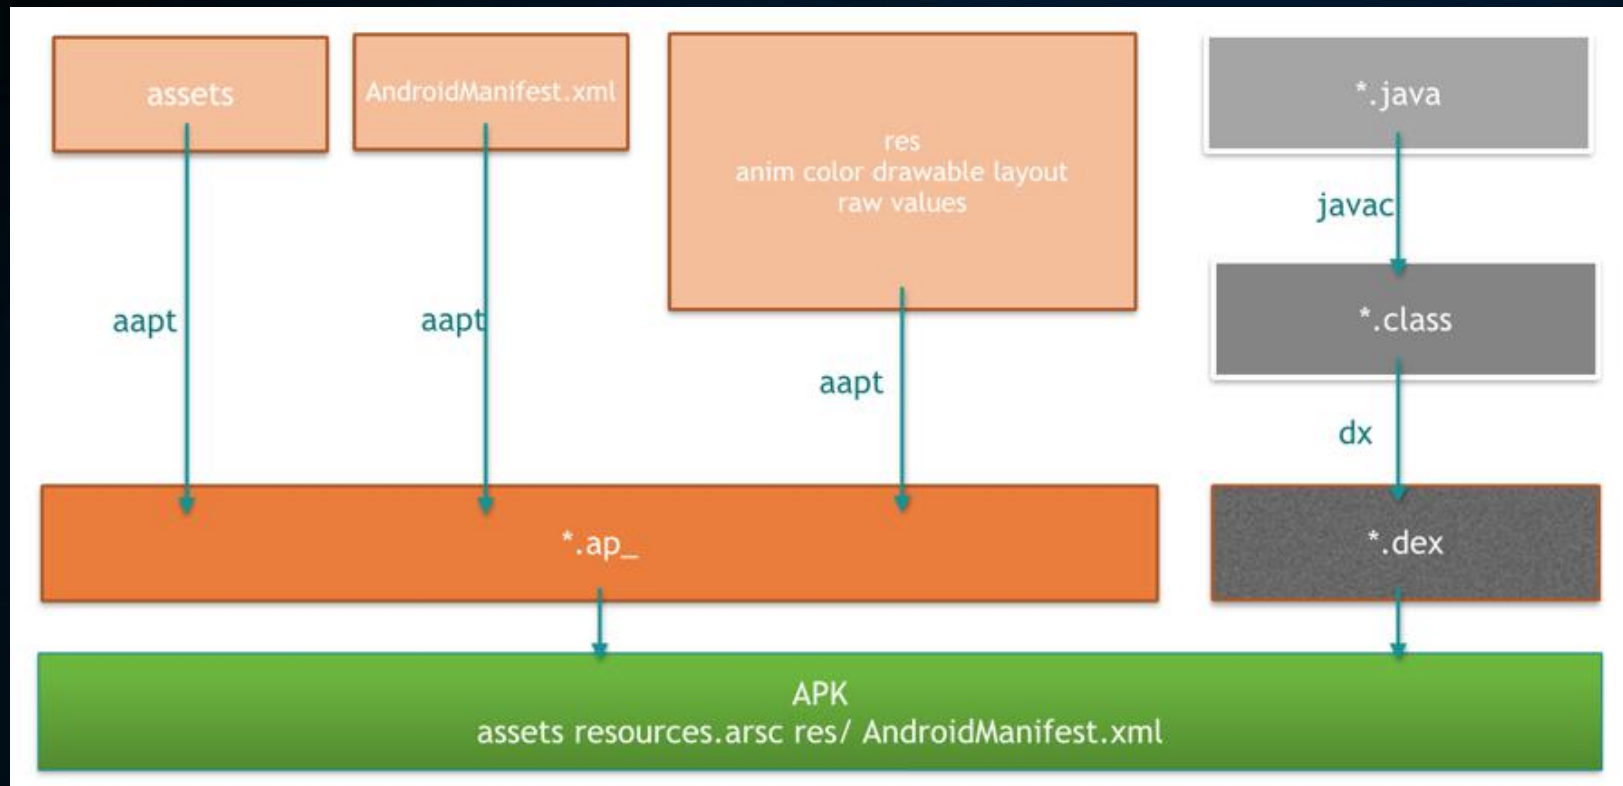 assets
AndroidManifest.xml
res
anim color drawable layout
raw values
*.java
javac
*.class
aapt
aapt
aapt
dx
*.ap_
*.dex
APK
assets resources.arsc res/ AndroidManifest.xml